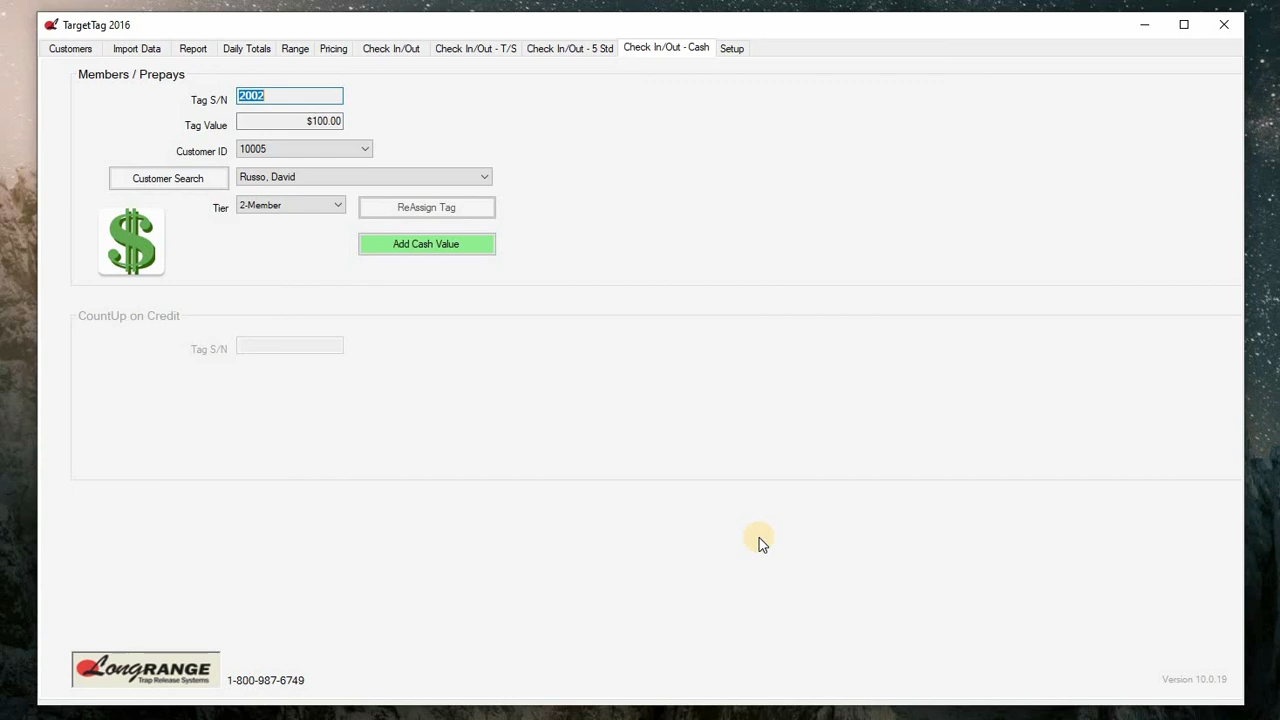 TargetTag 2016
Customers Import Data Report Daily Totals Range Pricing Check In/Out Check In/Out - T/S Check In/Out - 5 Std Check In/Out - Cash Setup
Members / Prepays
Tag S/N 2002
Tag Value $100.00
Customer ID 10005
Customer Search Russo, David
Tier 2-Member ReAssign Tag
$ Add Cash Value
CountUp on Credit
Tag S/N
LongRANGE
Trap Release Systems
1-800-987-6749
Version 10.0.19